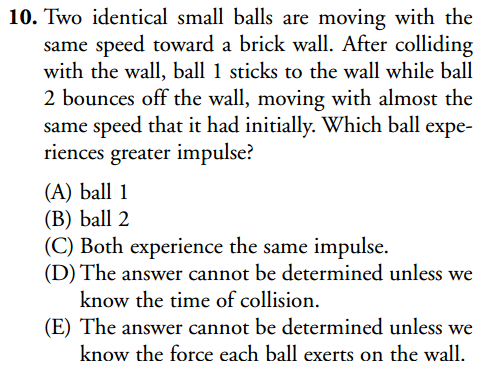 10. Two identical small balls are moving with the
same speed toward a brick wall. After colliding
with the wall, ball 1 sticks to the wall while ball
2 bounces off the wall, moving with almost the
same speed that it had initially. Which ball expe-
riences greater impulse?
(A) ball 1
(B) ball 2
(C) Both experience the same impulse.
(D) The answer cannot be determined unless we
know the time of collision.
(E) The answer cannot be determined unless we
know the force each ball exerts on the wall.